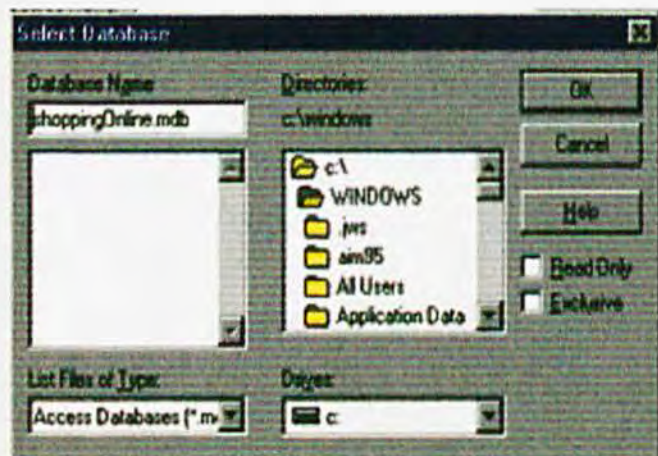 Select Database
Database Name
shoppingOnline.mdb
Directories:
c:\windows
c:\
WINDOWS
.jws
aim95
All Users
Application Data
OK
Cancel
Help
Read Only
Exclusive
List Files of Type:
Access Databases (*.m
Drives:
c: